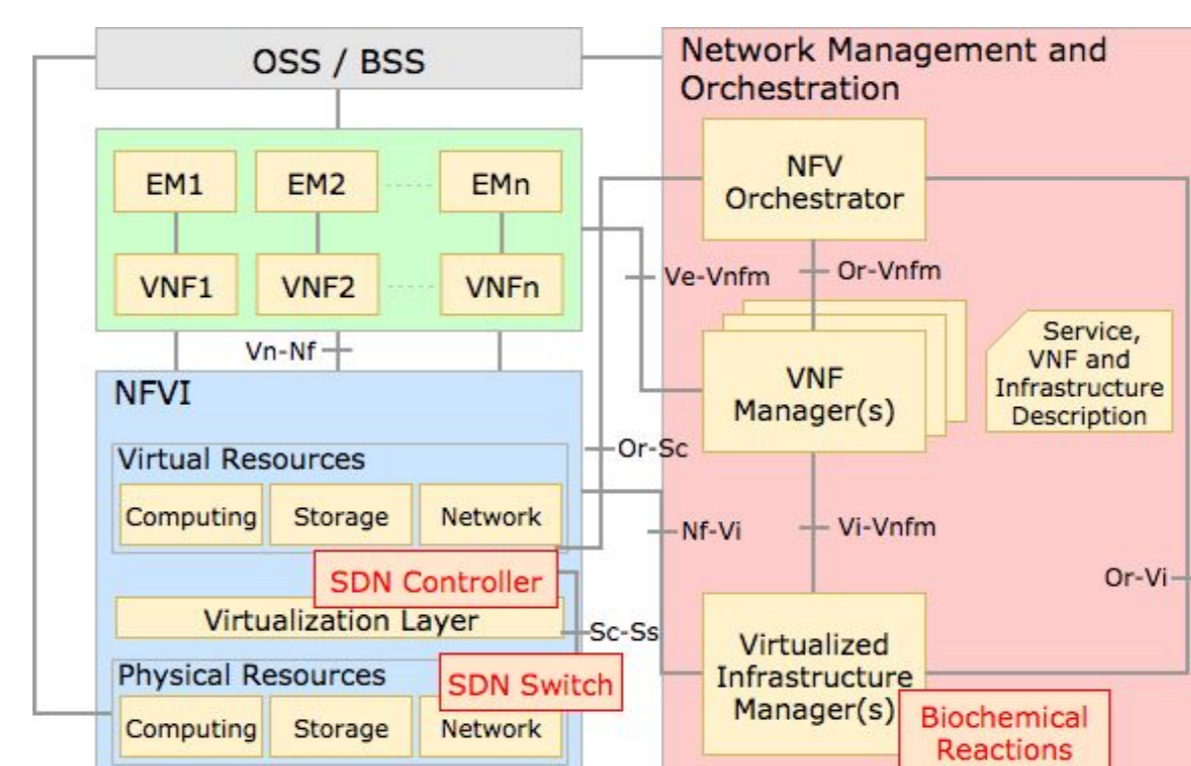 OSS / BSS
Network Management and
Orchestration
EM1
EM2
EMn
VNF1
VNF2
VNFn
NFV
Orchestrator
Ve-Vnfm
Or-Vnfm
Vn-Nf
NFVI
VNF
Manager(s)
Service,
VNF and
Infrastructure
Description
Virtual Resources
Or-Sc
Computing
Storage
Network
Nf-Vi
Vi-Vnfm
SDN Controller
Or-Vi
Virtualization Layer
Sc-Ss
Virtualized
Infrastructure
Manager(s)
Physical Resources
SDN Switch
Computing
Storage
Network
Biochemical
Reactions